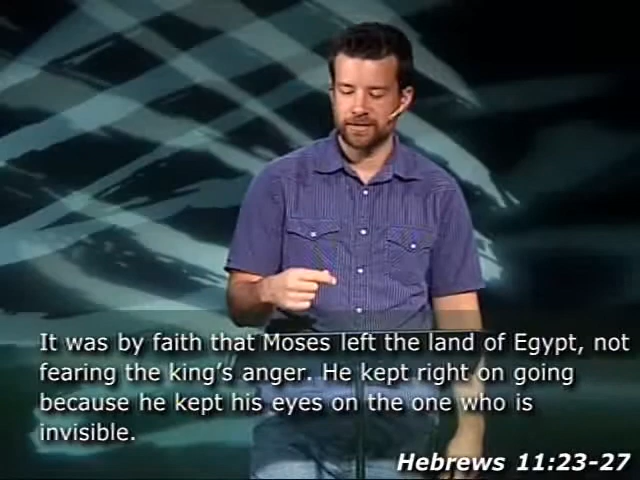 It was by faith that Moses left the land of Egypt, not
fearing the king's anger. He kept right on going
because he kept his eyes on the one who is
invisible.
Hebrews 11:23-27